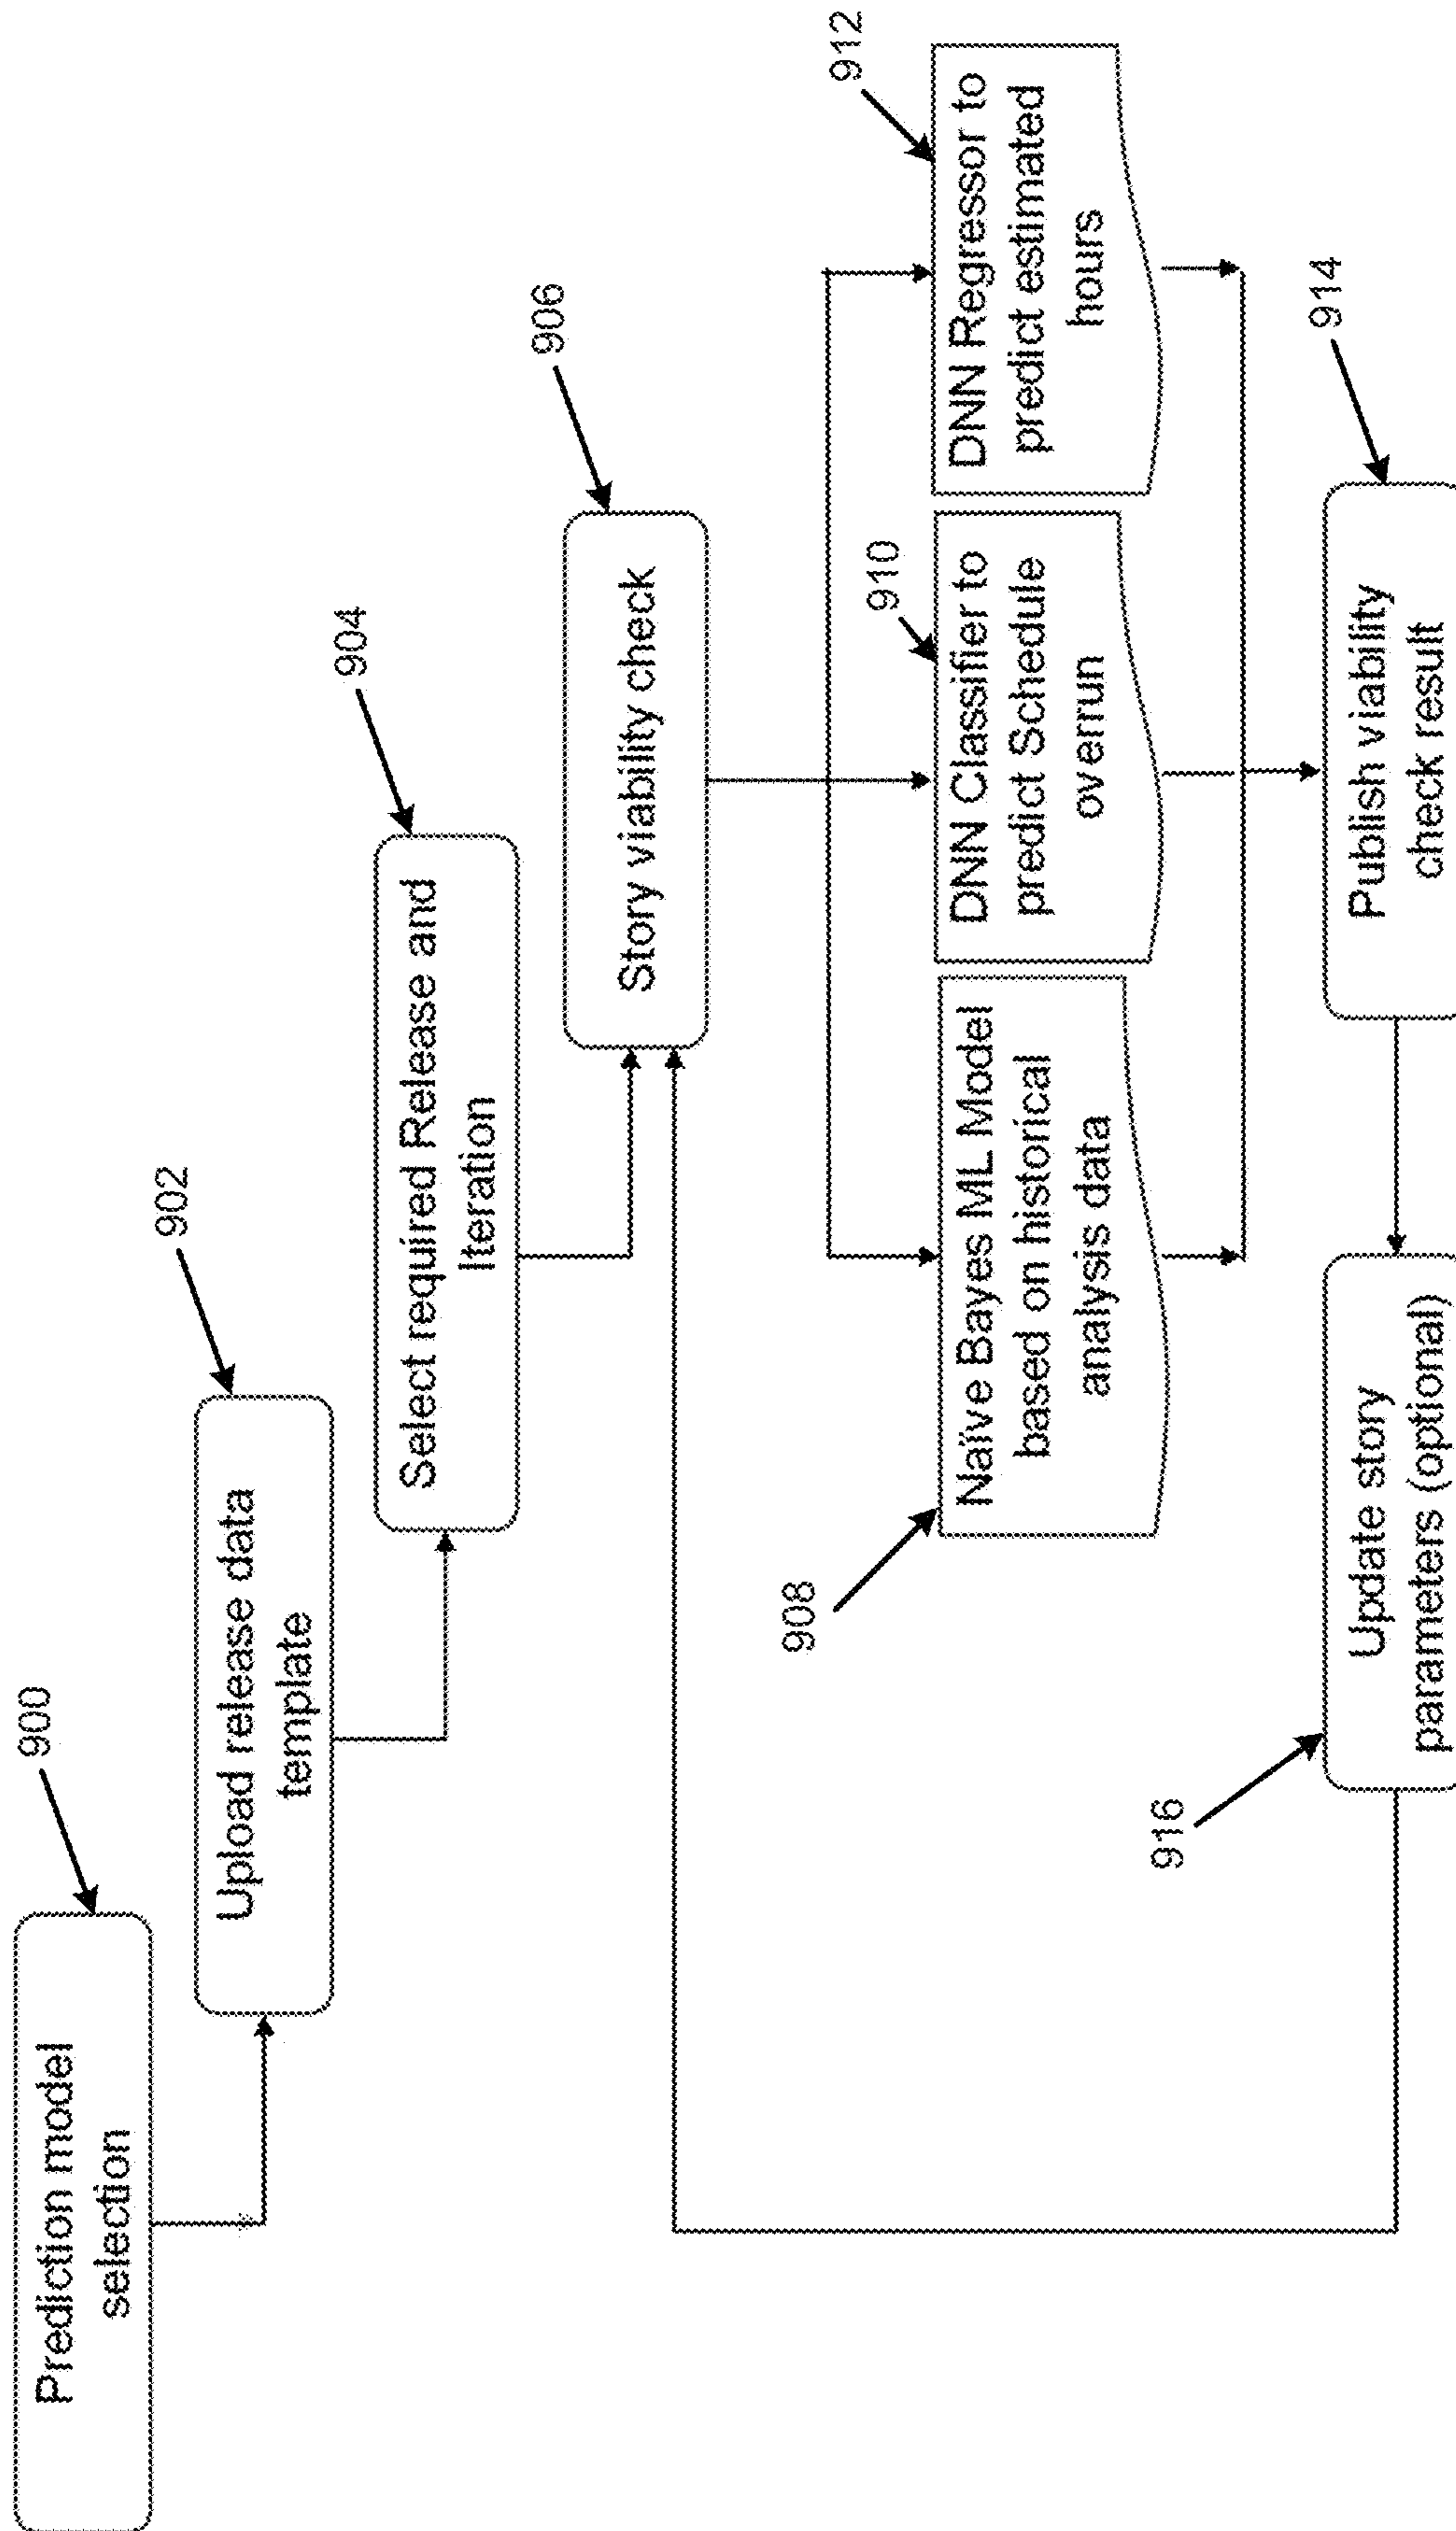 900
Prediction model
selection
902
Upload release data
template
904
Select required Release and
Iteration
906
Story viability check
908
Naïve Bayes ML Model
based on historical
analysis data
910
DNN Classifier to
predict Schedule
overrun
912
DNN Regressor to
predict estimated
hours
914
Publish viability
check result
916
Update story
parameters (optional)